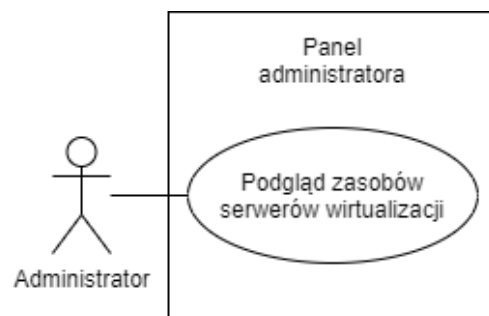 Panel
administratora
Podgląd zasobów
serwerów wirtualizacji
Administrator